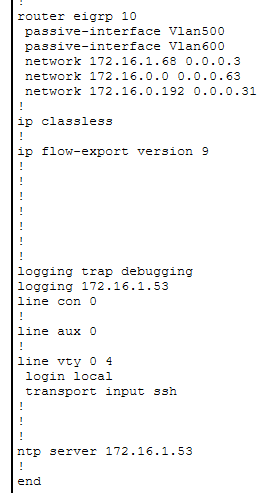 !
router eigrp 10
 passive-interface Vlan500
 passive-interface Vlan600
 network 172.16.1.68 0.0.0.3
 network 172.16.0.0 0.0.0.63
 network 172.16.0.192 0.0.0.31
!
ip classless
!
ip flow-export version 9
!
!
!
!
!
!
!
logging trap debugging
logging 172.16.1.53
line con 0
!
line aux 0
!
line vty 0 4
 login local
 transport input ssh
!
!
!
ntp server 172.16.1.53
!
end